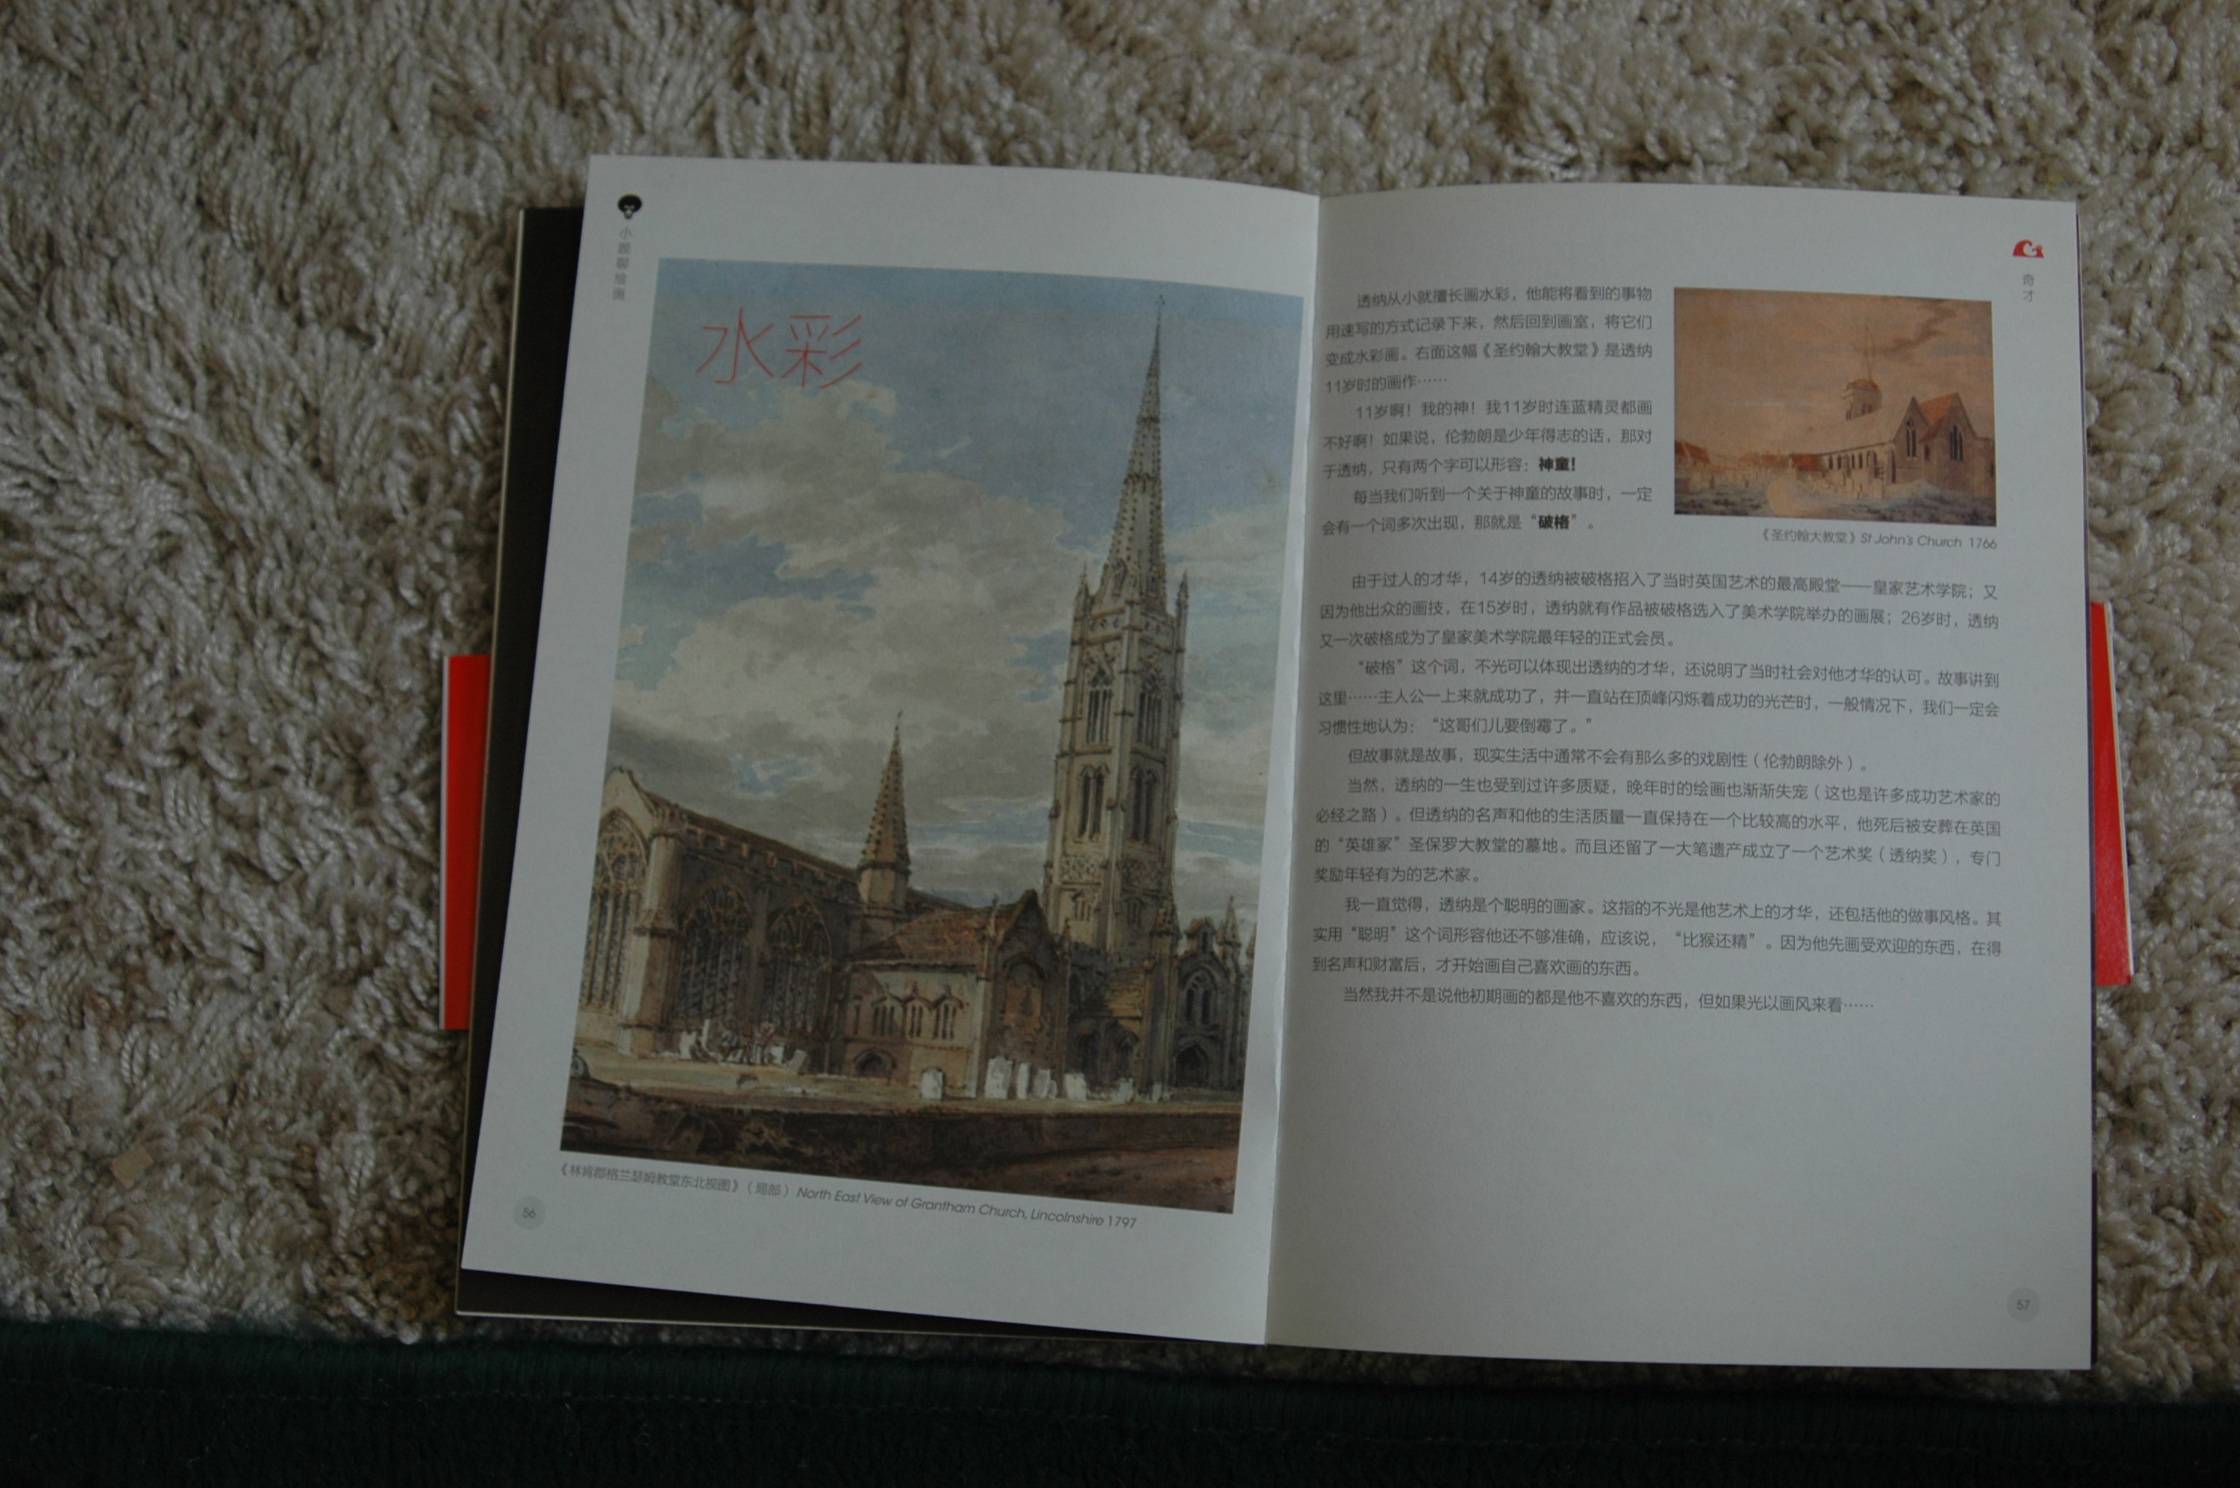 小顾聊绘画
水彩
《林肯郡格兰瑟姆教堂东北视图》（局部）North East View of Grantham Church, Lincolnshire 1797
56
奇才
透纳从小就擅长画水彩，他能将看到的事物
用速写的方式记录下来，然后回到画室，将它们
变成水彩画。右面这幅《圣约翰大教堂》是透纳
11岁时的画作……
11岁啊！我的神！我11岁时连蓝精灵都画
不好啊！如果说，伦勃朗是少年得志的话，那对
于透纳，只有两个字可以形容：神童！
每当我们听到一个关于神童的故事时，一定
会有一个词多次出现，那就是“破格”。
《圣约翰大教堂》St John's Church 1766
由于过人的才华，14岁的透纳被破格招入了当时英国艺术的最高殿堂——皇家艺术学院；又
因为他出众的画技，在15岁时，透纳就有作品被破格选入了美术学院举办的画展；26岁时，透纳
又一次破格成为了皇家美术学院最年轻的正式会员。
“破格”这个词，不光可以体现出透纳的才华，还说明了当时社会对他才华的认可。故事讲到
这里……主人公一上来就成功了，并一直站在顶峰闪烁着成功的光芒时，一般情况下，我们一定会
习惯性地认为：“这哥们儿要倒霉了。”
但故事就是故事，现实生活中通常不会有那么多的戏剧性（伦勃朗除外）。
当然，透纳的一生也受到过许多质疑，晚年时的绘画也渐渐失宠（这也是许多成功艺术家的
必经之路）。但透纳的名声和他的生活质量一直保持在一个比较高的水平，他死后被安葬在英国
的“英雄冢”圣保罗大教堂的墓地。而且还留了一大笔遗产成立了一个艺术奖（透纳奖），专门
奖励年轻有为的艺术家。
我一直觉得，透纳是个聪明的画家。这指的不光是他艺术上的才华，还包括他的做事风格。其
实用“聪明”这个词形容他还不够准确，应该说，“比猴还精”。因为他先画受欢迎的东西，在得
到名声和财富后，才开始画自己喜欢画的东西。
当然我并不是说他初期画的都是他不喜欢的东西，但如果光以画风来看……
57